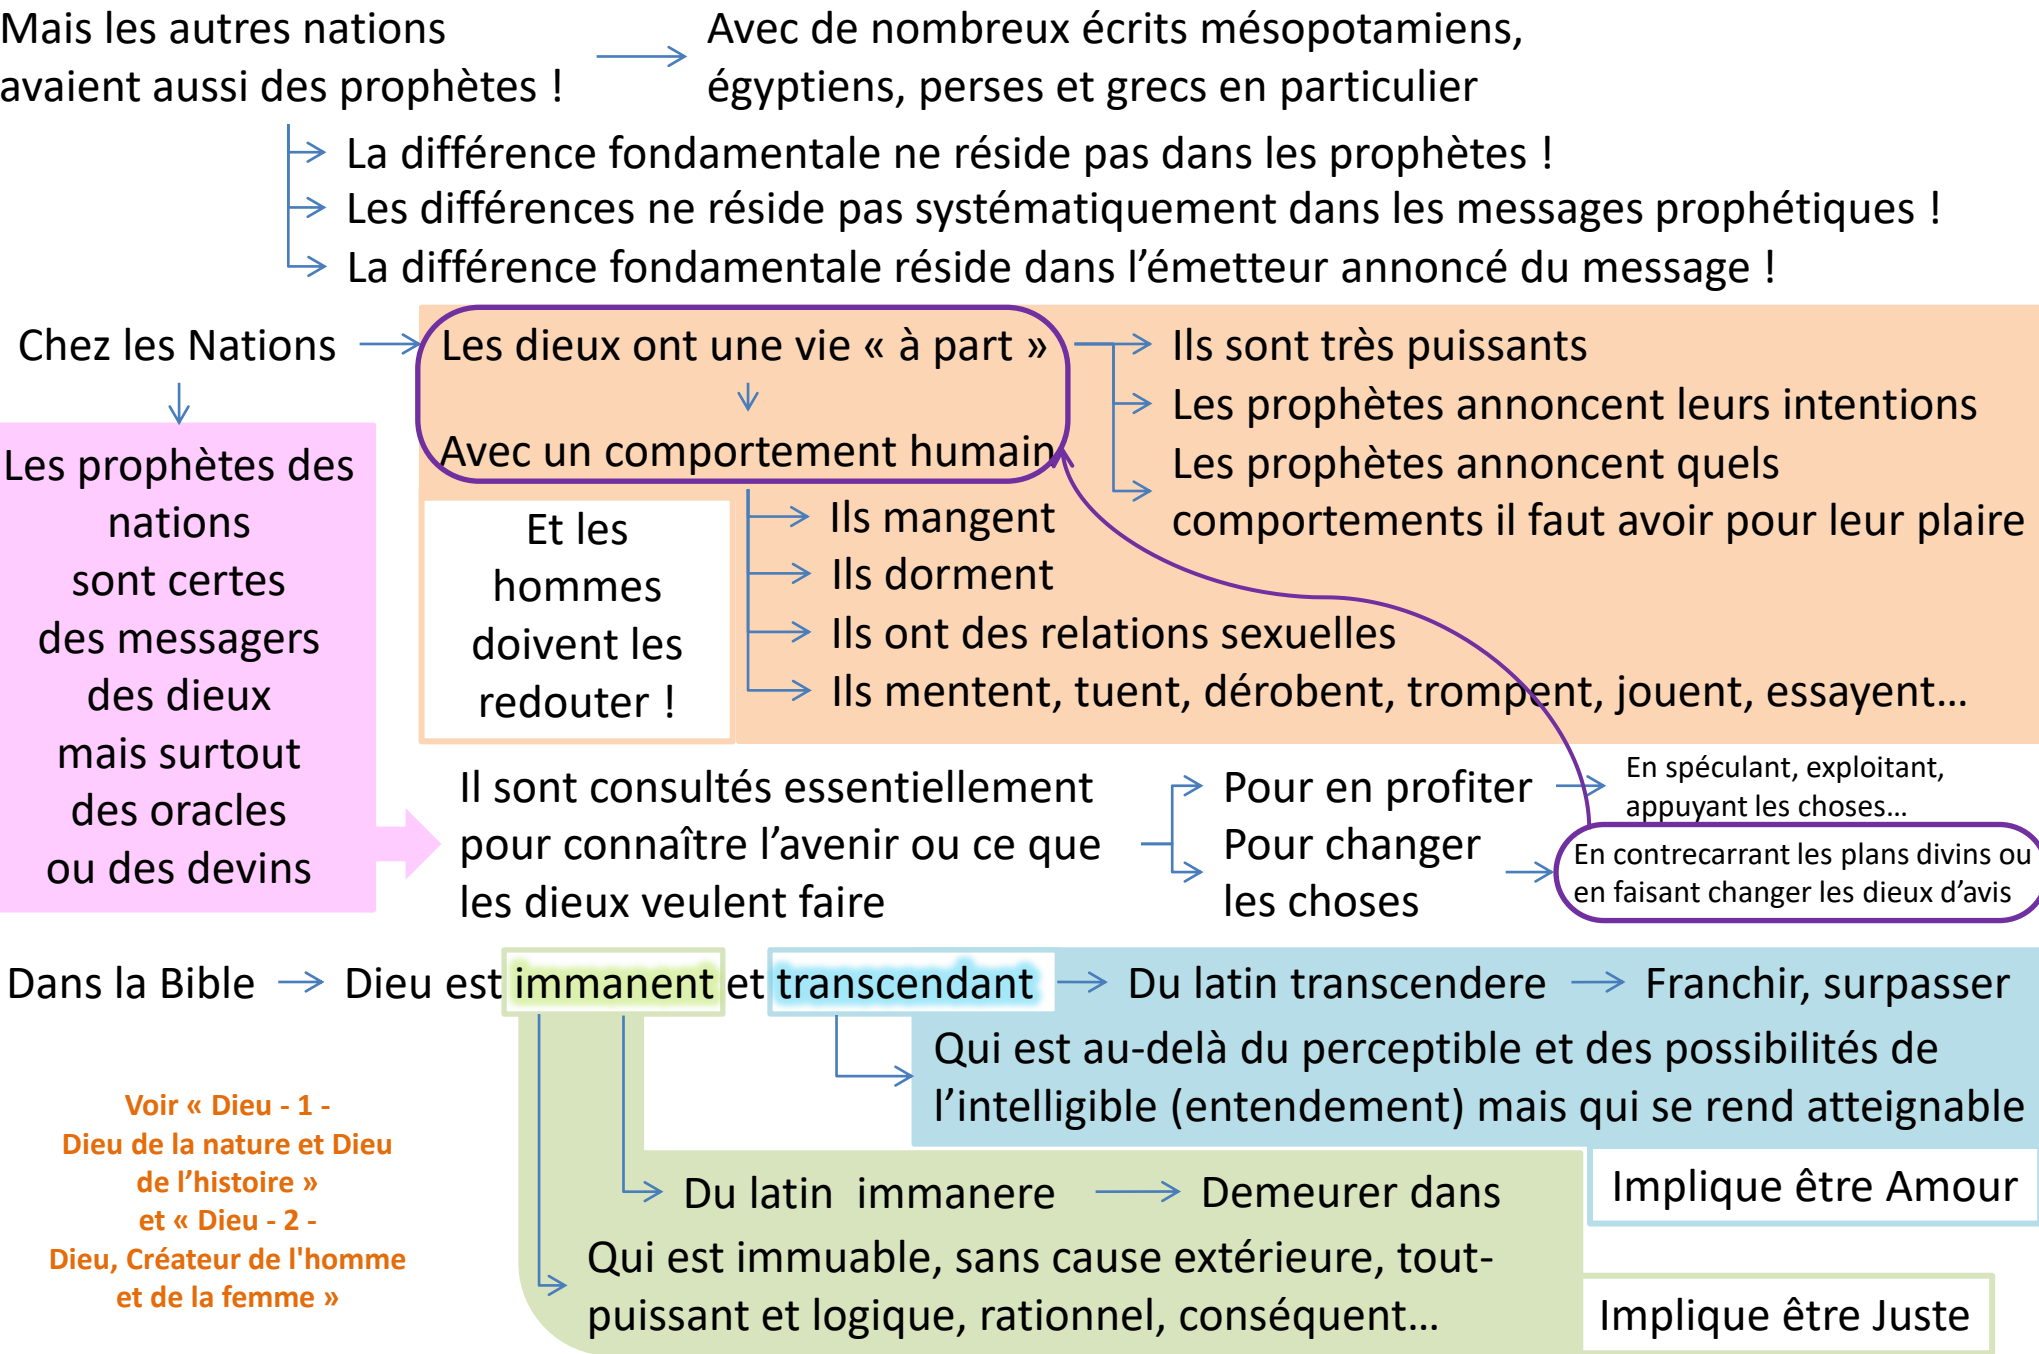 Mais les autres nations
avaient aussi des prophètes !
Avec de nombreux écrits mésopotamiens,
égyptiens, perses et grecs en particulier
La différence fondamentale ne réside pas dans les prophètes !
Les différences ne réside pas systématiquement dans les messages prophétiques !
La différence fondamentale réside dans l’émetteur annoncé du message !
Chez les Nations
Les dieux ont une vie « à part »
Avec un comportement humain
Ils sont très puissants
Les prophètes annoncent leurs intentions
Les prophètes annoncent quels
comportements il faut avoir pour leur plaire
Les prophètes des
nations
sont certes
des messagers
des dieux
mais surtout
des oracles
ou des devins
Et les
hommes
doivent les
redouter !
Ils mangent
Ils dorment
Ils ont des relations sexuelles
Ils mentent, tuent, dérobent, trompent, jouent, essayent…
Il sont consultés essentiellement
pour connaître l’avenir ou ce que
les dieux veulent faire
Pour en profiter
En spéculant, exploitant,
appuyant les choses…
Pour changer
les choses
En contrecarrant les plans divins ou
en faisant changer les dieux d’avis
Dans la Bible
Dieu est immanent et transcendant
Du latin transcendere
Franchir, surpasser
Qui est au-delà du perceptible et des possibilités de
l’intelligible (entendement) mais qui se rend atteignable
Implique être Amour
Voir « Dieu - 1 -
Dieu de la nature et Dieu
de l’histoire »
et « Dieu - 2 -
Dieu, Créateur de l'homme
et de la femme »
Du latin  immanere
Demeurer dans
Qui est immuable, sans cause extérieure, tout-
puissant et logique, rationnel, conséquent…
Implique être Juste